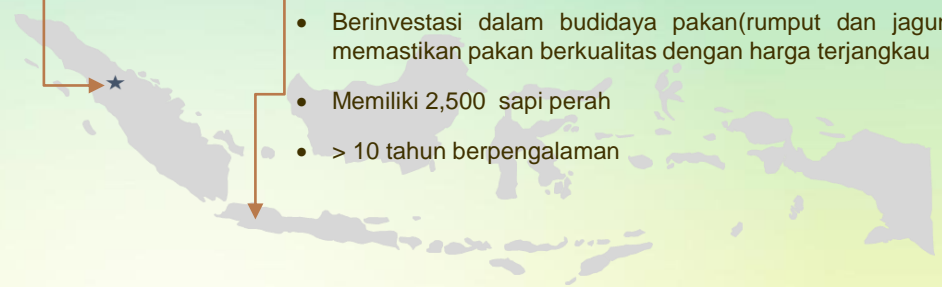 • Berinvestasi dalam budidaya pakan(rumput dan jagun
memastikan pakan berkualitas dengan harga terjangkau
• Memiliki 2,500 sapi perah
• > 10 tahun berpengalaman